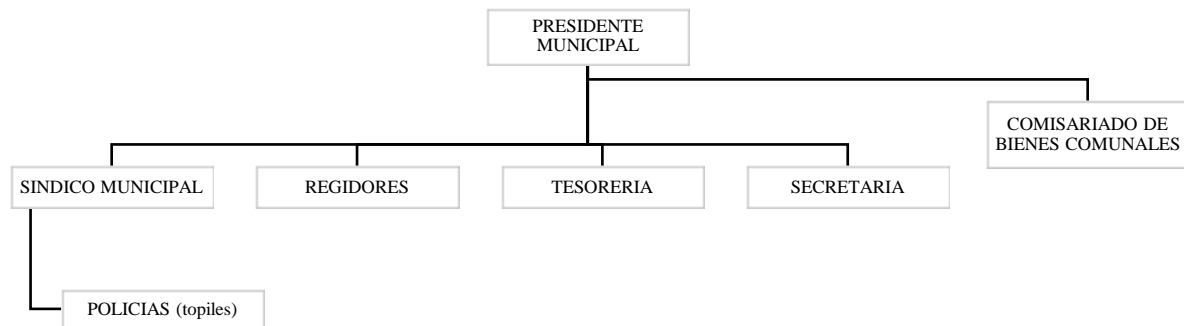 PRESIDENTE
MUNICIPAL
COMISARIADO DE
BIENES COMUNALES
SINDICO MUNICIPAL
REGIDORES
TESORERIA
SECRETARIA
POLICIAS (topiles)